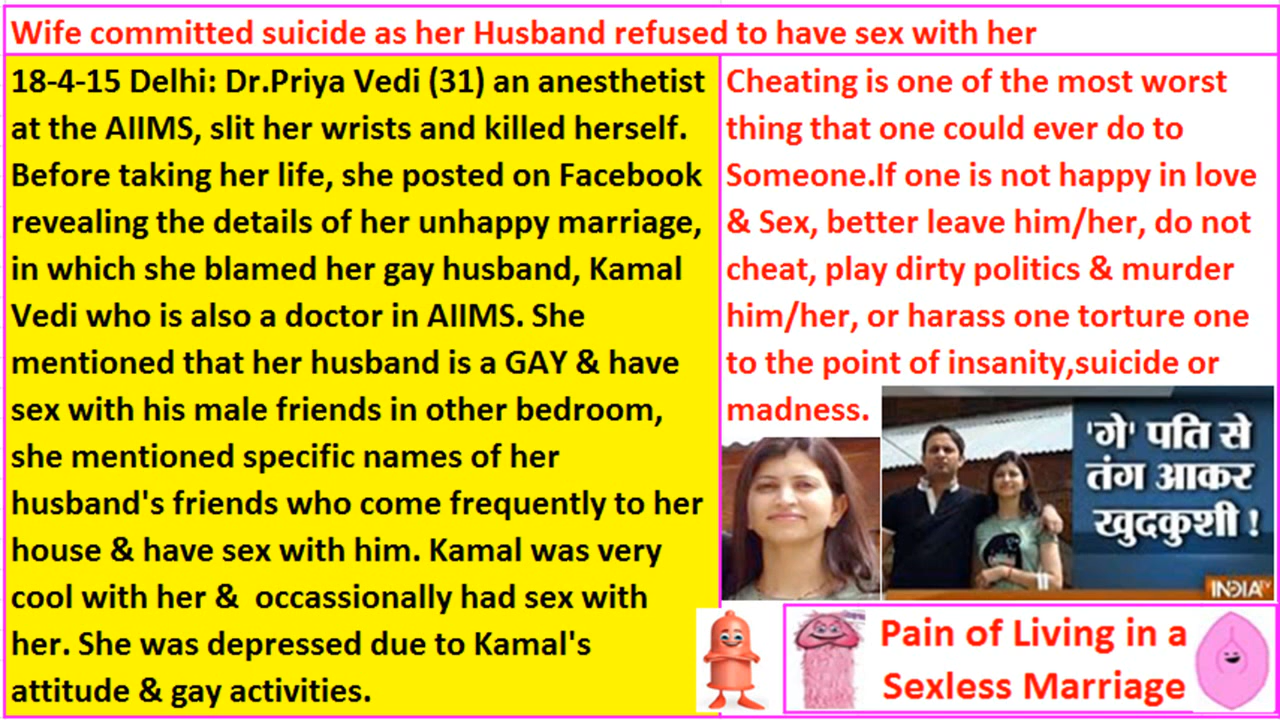 Wife committed suicide as her Husband refused to have sex with her
18-4-15 Delhi: Dr.Priya Vedi (31) an anesthetist
at the AIIMS, slit her wrists and killed herself.
Before taking her life, she posted on Facebook
revealing the details of her unhappy marriage,
in which she blamed her gay husband, Kamal
Vedi who is also a doctor in AIIMS. She
mentioned that her husband is a GAY & have
sex with his male friends in other bedroom,
she mentioned specific names of her
husband's friends who come frequently to her
house & have sex with him. Kamal was very
cool with her &  occassionally had sex with
her. She was depressed due to Kamal's
attitude & gay activities.
Cheating is one of the most worst
thing that one could ever do to
Someone.If one is not happy in love
& Sex, better leave him/her, do not
cheat, play dirty politics & murder
him/her, or harass one torture one
to the point of insanity,suicide or
madness.
'गे' पति से
तंग आकर
खुदकुशी !
INDIA TV
Pain of Living in a
Sexless Marriage